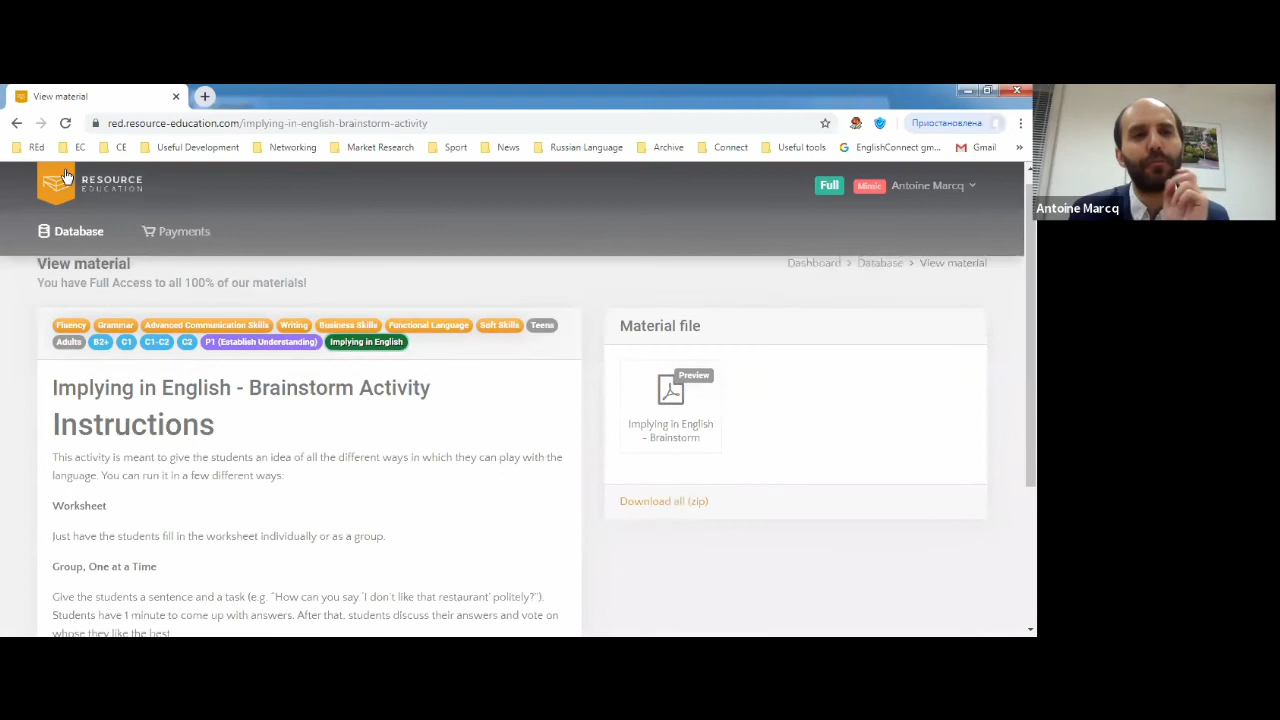 View material
red.resource-education.com/implying-in-english-brainstorm-activity
Приостановлена
REd EC CE Useful Development Networking Market Research Sport News Russian Language Archive Connect Useful tools EnglishConnect gm... Gmail »
RESOURCE
EDUCATION
Full Mimic Antoine Marcq
Database Payments
View material
You have Full Access to all 100% of our materials!
Dashboard > Database > View material
Fluency Grammar Advanced Communication Skills Writing Business Skills Functional Language Soft Skills Teens
Adults B2+ C1 C1-C2 C2 P1 (Establish Understanding) Implying in English
Implying in English - Brainstorm Activity
Instructions
This activity is meant to give the students an idea of all the different ways in which they can play with the
language. You can run it in a few different ways:
Worksheet
Just have the students fill in the worksheet individually or as a group.
Group, One at a Time
Give the students a sentence and a task (e.g. "How can you say 'I don't like that restaurant' politely?").
Students have 1 minute to come up with answers. After that, students discuss their answers and vote on
whose they like the best
Material file
Preview
Implying in English
- Brainstorm
Download all (zip)
Antoine Marcq